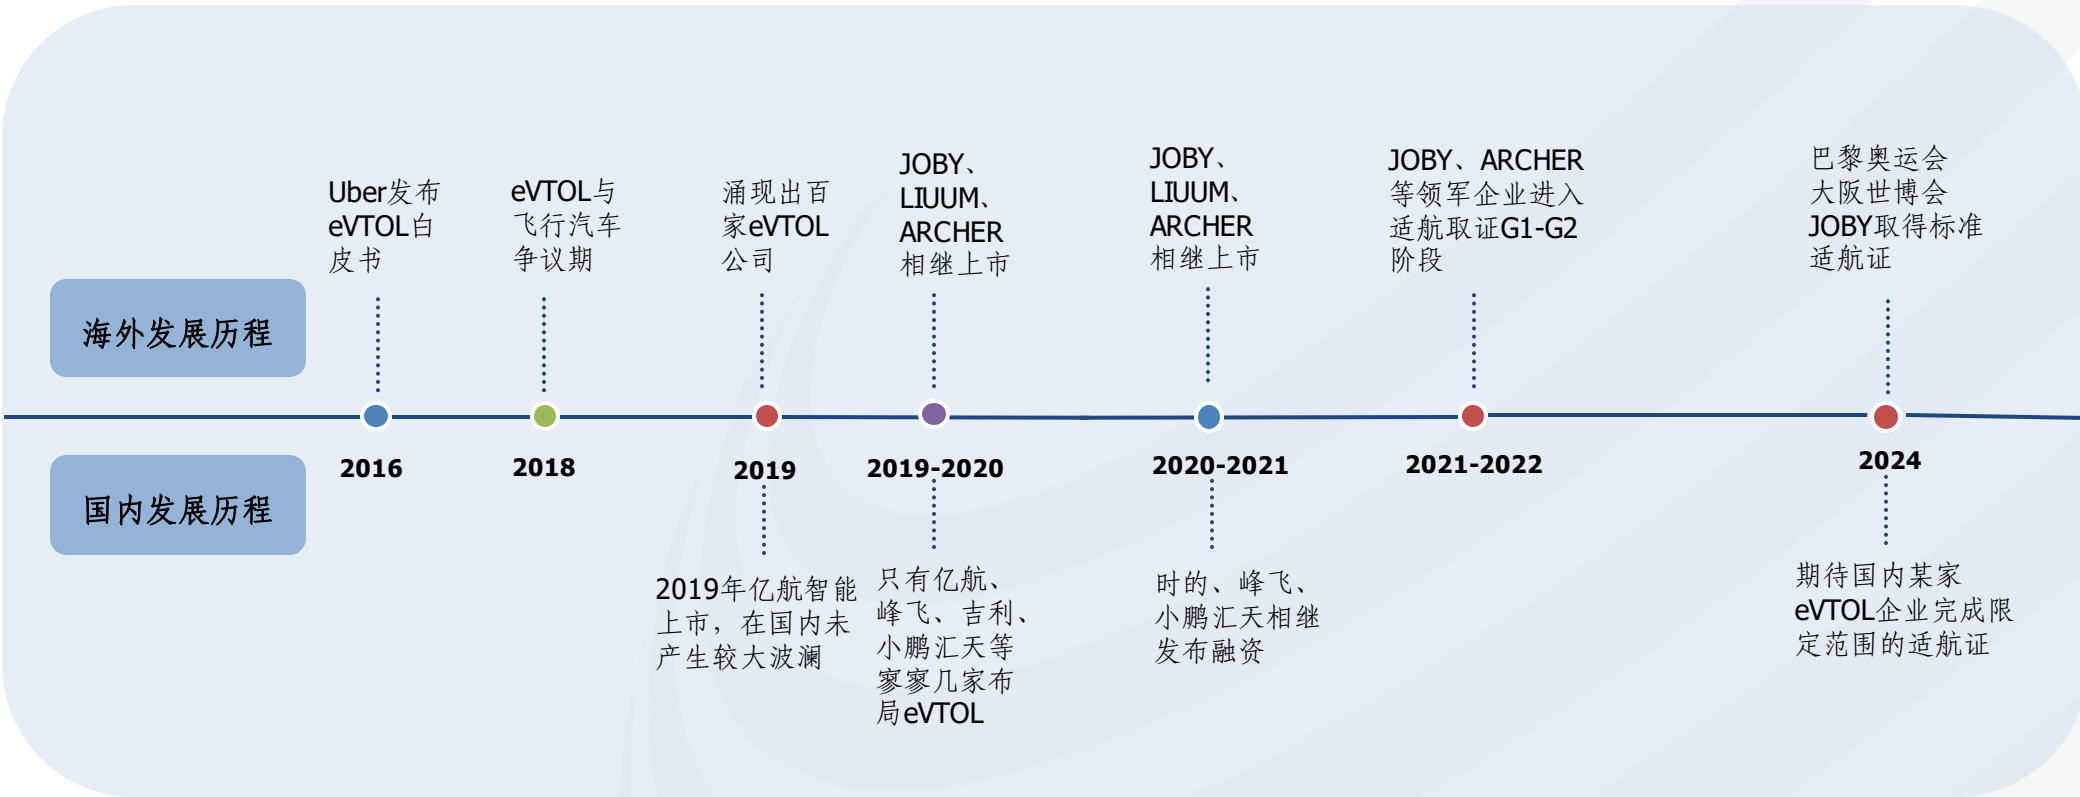 Uber发布
eVTOL白
皮书
eVTOL与
飞行汽车
争议期
涌现出百
家eVTOL
公司
JOBY、
LIUUM、
ARCHER
相继上市
JOBY、
LIUUM、
ARCHER
相继上市
JOBY、ARCHER
等领军企业进入
适航取证G1-G2
阶段
巴黎奥运会
大阪世博会
JOBY取得标准
适航证
海外发展历程
2016
2018
2019
2019-2020
2020-2021
2021-2022
2024
国内发展历程
2019年亿航智能
上市，在国内未
产生较大波澜
只有亿航、
峰飞、吉利、
小鹏汇天等
寥寥几家布
局eVTOL
时的、峰飞、
小鹏汇天相继
发布融资
期待国内某家
eVTOL企业完成限
定范围的适航证